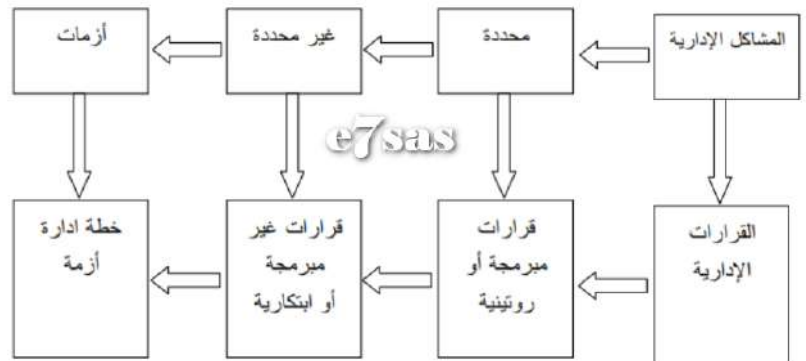 المشاكل الإدارية
محددة
غير محددة
أزمات
e7sas
القرارات
الإدارية
قرارات
مبرمجة أو
روتينية
قرارات غير
مبرمجة
أو ابتكارية
خطة ادارة
أزمة